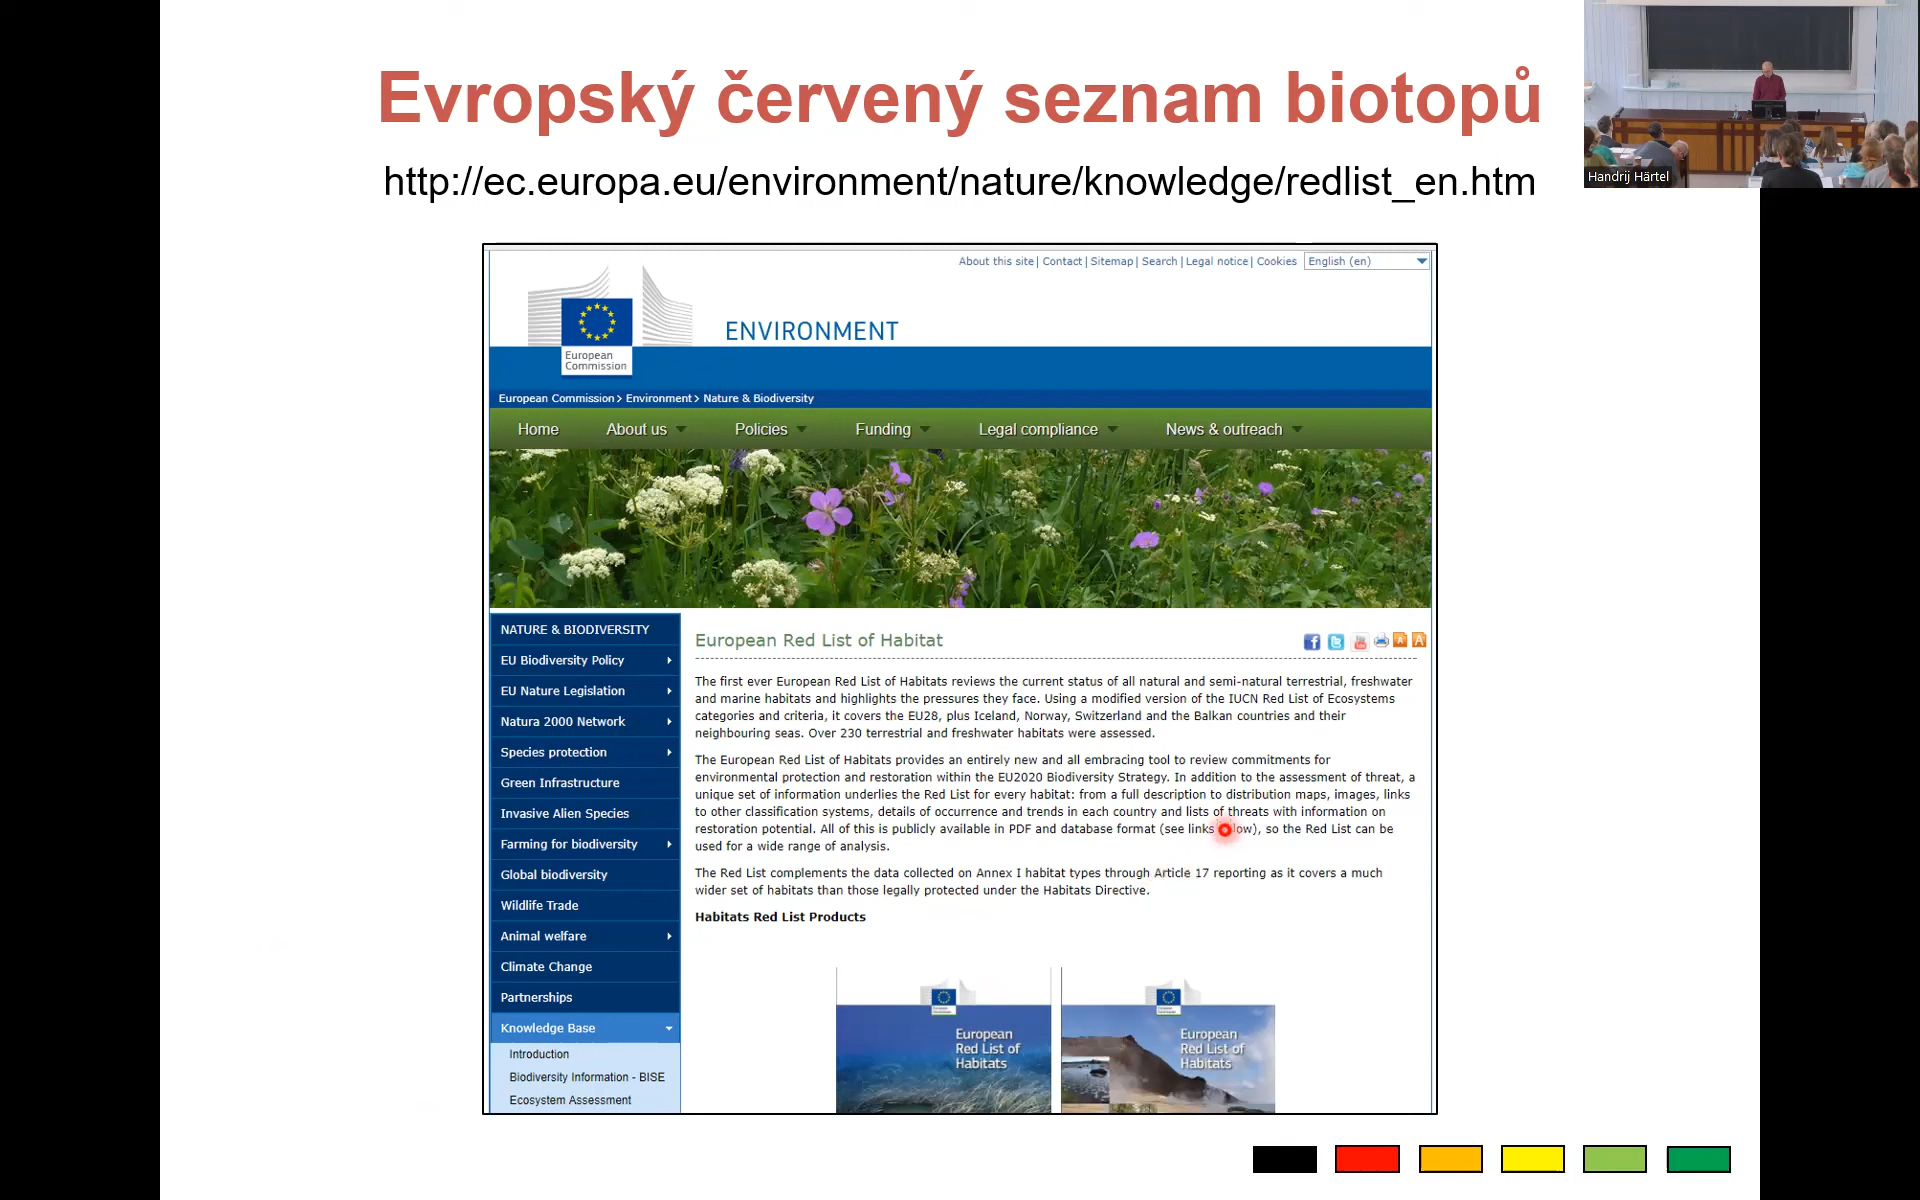 Evropský červený seznam biotopů
http://ec.europa.eu/environment/nature/knowledge/redlist_en.htm
Handrij Härtel
About this site | Contact | Sitemap | Search | Legal notice | Cookies
English (en)
European
Commission
ENVIRONMENT
European Commission > Environment > Nature & Biodiversity
Home About us Policies Funding Legal compliance News & outreach
NATURE & BIODIVERSITY
EU Biodiversity Policy
EU Nature Legislation
Natura 2000 Network
Species protection
Green Infrastructure
Invasive Alien Species
Farming for biodiversity
Global biodiversity
Wildlife Trade
Animal welfare
Climate Change
Partnerships
Knowledge Base
Introduction
Biodiversity Information - BISE
Ecosystem Assessment
European Red List of Habitat
The first ever European Red List of Habitats reviews the current status of all natural and semi-natural terrestrial, freshwater
and marine habitats and highlights the pressures they face. Using a modified version of the IUCN Red List of Ecosystems
categories and criteria, it covers the EU28, plus Iceland, Norway, Switzerland and the Balkan countries and their
neighbouring seas. Over 230 terrestrial and freshwater habitats were assessed.
The European Red List of Habitats provides an entirely new and all embracing tool to review commitments for
environmental protection and restoration within the EU2020 Biodiversity Strategy. In addition to the assessment of threat, a
unique set of information underlies the Red List for every habitat: from a full description to distribution maps, images, links
to other classification systems, details of occurrence and trends in each country and lists of threats with information on
restoration potential. All of this is publicly available in PDF and database format (see links low), so the Red List can be
used for a wide range of analysis.
The Red List complements the data collected on Annex I habitat types through Article 17 reporting as it covers a much
wider set of habitats than those legally protected under the Habitats Directive.
Habitats Red List Products
European
Red List of
Habitats
European
Red List of
Habitats